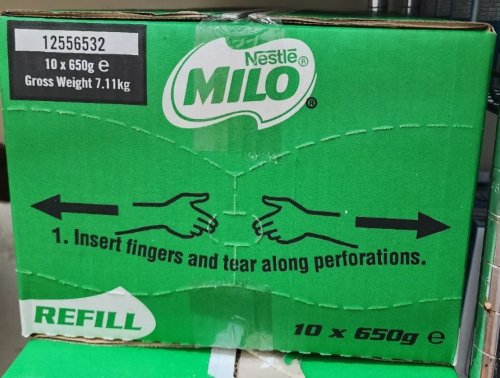 12556532
10 x 650g e
Gross Weight 7.11kg
Nestlé®
MILO®
1. Insert fingers and tear along perforations.
REFILL
10 x 650g e